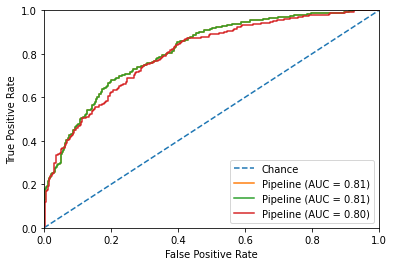 1.0
0.8
0.6
0.4
0.2
0.0
True Positive Rate
0.0 0.2 0.4 0.6 0.8 1.0
False Positive Rate
Chance
Pipeline (AUC = 0.81)
Pipeline (AUC = 0.81)
Pipeline (AUC = 0.80)